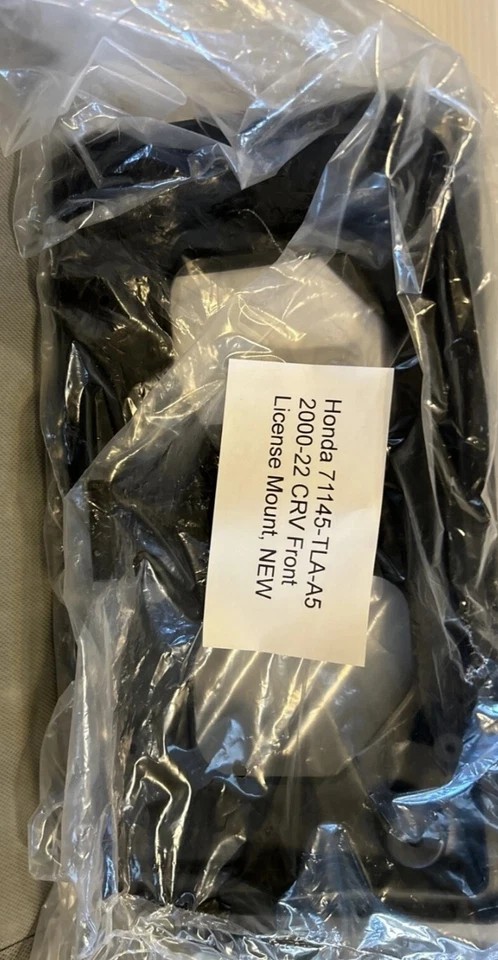 Honda 71145-TLA-A5
2000-22 CRV Front
License Mount, NEW